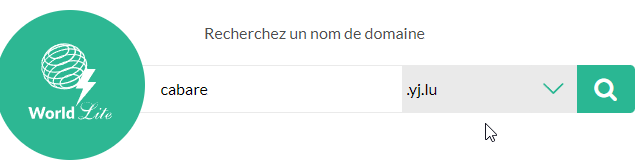 Recherchez un nom de domaine
cabare .yj.lu
World Lite